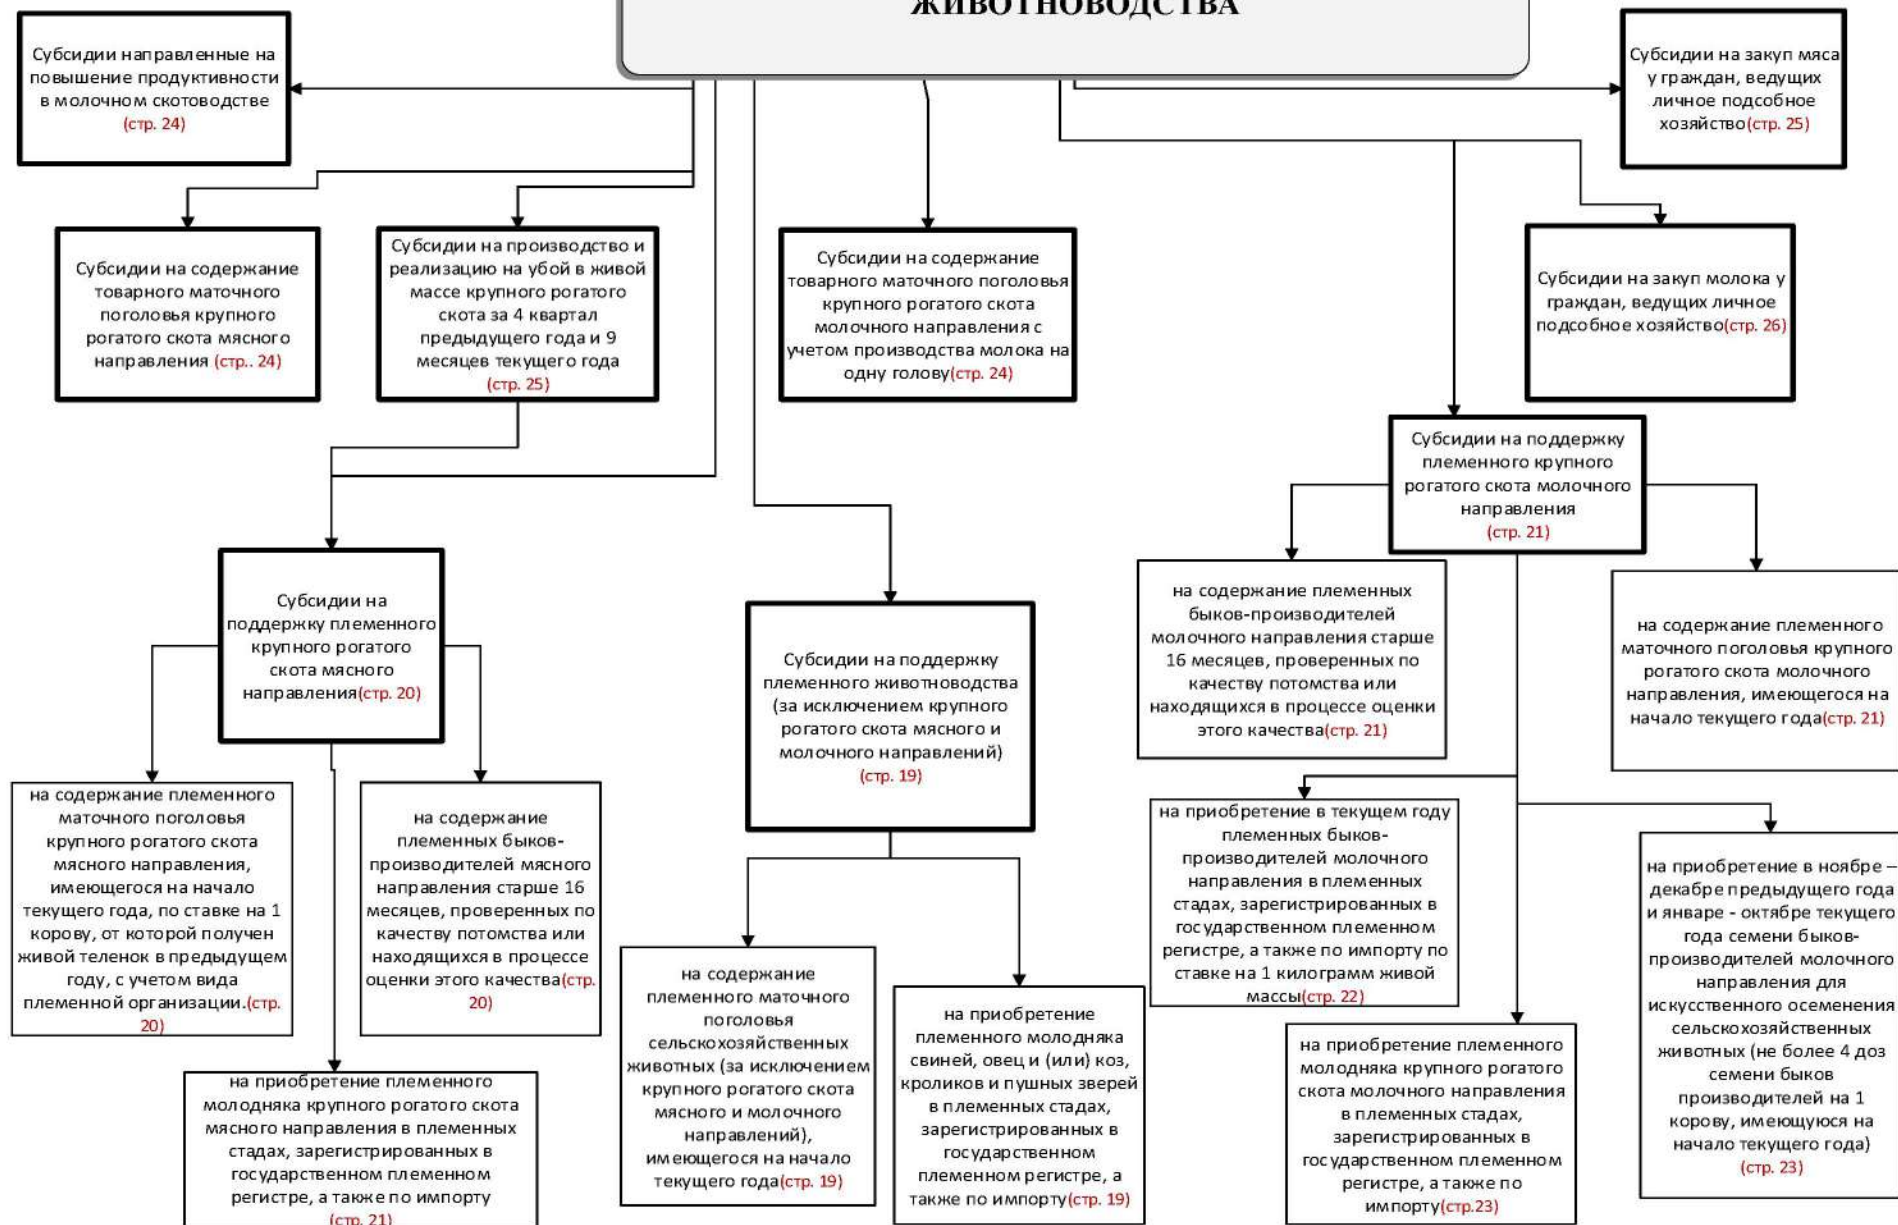 ЖИВОТНОВОДСТВА
Субсидии направленные на
повышение продуктивности
в молочном скотоводстве
(стр. 24)
Субсидии на закуп мяса
у граждан, ведущих
личное подсобное
хозяйство(стр. 25)
Субсидии на содержание
товарного маточного
поголовья крупного
рогатого скота мясного
направления (стр.. 24)
Субсидии на производство и
реализацию на убой в живой
массе крупного рогатого
скота за 4 квартал
предыдущего года и 9
месяцев текущего года
(стр. 25)
Субсидии на содержание
товарного маточного поголовья
крупного рогатого скота
молочного направления с
учетом производства молока на
одну голову(стр. 24)
Субсидии на закуп молока у
граждан, ведущих личное
подсобное хозяйство(стр. 26)
Субсидии на поддержку
племенного крупного
рогатого скота молочного
направления
(стр. 21)
Субсидии на
поддержку племенного
крупного рогатого
скота мясного
направления(стр. 20)
Субсидии на поддержку
племенного животноводства
(за исключением крупного
рогатого скота мясного и
молочного направлений)
(стр. 19)
на содержание племенных
быков-производителей
молочного направления старше
16 месяцев, проверенных по
качеству потомства или
находящихся в процессе оценки
этого качества(стр. 21)
на содержание племенного
маточного поголовья крупного
рогатого скота молочного
направления, имеющегося на
начало текущего года(стр. 21)
на содержание племенного
маточного поголовья
крупного рогатого скота
мясного направления,
имеющегося на начало
текущего года, по ставке на 1
корову, от которой получен
живой теленок в предыдущем
году, с учетом вида
племенной организации.(стр.
20)
на содержание
племенных быков-
производителей мясного
направления старше 16
месяцев, проверенных по
качеству потомства или
находящихся в процессе
оценки этого качества(стр.
20)
на приобретение в текущем году
племенных быков-
производителей молочного
направления в племенных
стадах, зарегистрированных в
государственном племенном
регистре, а также по импорту по
ставке на 1 килограмм живой
массы(стр. 22)
на приобретение в ноябре –
декабре предыдущего года
и январе - октябре текущего
года семени быков-
производителей молочного
направления для
искусственного осеменения
сельскохозяйственных
животных (не более 4 доз
семени быков
производителей на 1
корову, имеющуюся на
начало текущего года)
(стр. 23)
на содержание
племенного маточного
поголовья
сельскохозяйственных
животных (за исключением
крупного рогатого скота
мясного и молочного
направлений),
имеющегося на начало
текущего года(стр. 19)
на приобретение
племенного молодняка
свиней, овец и (или) коз,
кроликов и пушных зверей
в племенных стадах,
зарегистрированных в
государственном
племенном регистре, а
также по импорту(стр. 19)
на приобретение племенного
молодняка крупного рогатого
скота молочного направления
в племенных стадах,
зарегистрированных в
государственном племенном
регистре, а также по
импорту(стр.23)
на приобретение племенного
молодняка крупного рогатого скота
мясного направления в племенных
стадах, зарегистрированных в
государственном племенном
регистре, а также по импорту
(стр. 21)